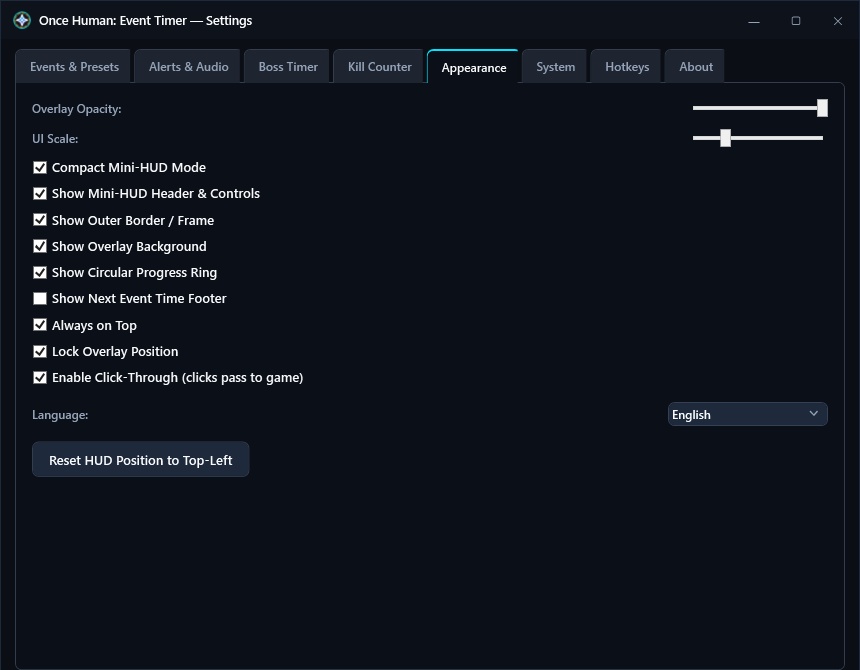 Once Human: Event Timer — Settings
Events & Presets
Alerts & Audio
Boss Timer
Kill Counter
Appearance
System
Hotkeys
About
Overlay Opacity:
UI Scale:
Compact Mini-HUD Mode
Show Mini-HUD Header & Controls
Show Outer Border / Frame
Show Overlay Background
Show Circular Progress Ring
Show Next Event Time Footer
Always on Top
Lock Overlay Position
Enable Click-Through (clicks pass to game)
Language:
English
Reset HUD Position to Top-Left